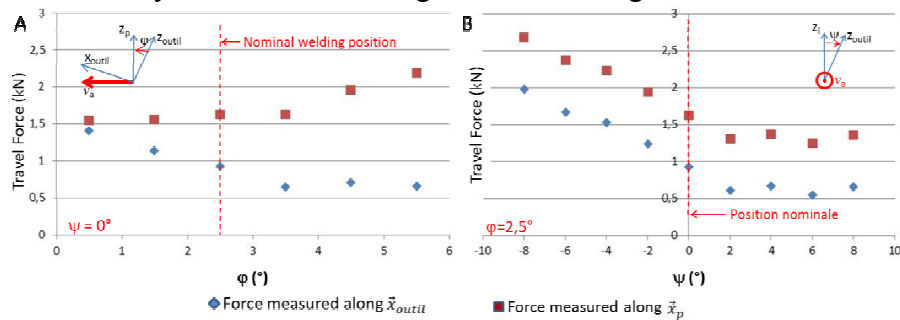 A
B
Travel Force (kN)
3
2,5
2
1,5
1
0,5
0
0 1 2 3 4 5 6
φ (°)
z_p
φ
z_outil
x_outil
v_a
Nominal welding position
ψ = 0°
Travel Force (kN)
3
2,5
2
1,5
1
0,5
0
-10 -8 -6 -4 -2 0 2 4 6 8 10
ψ (°)
ψ
z_outil
v_a
Position nominale
φ=2,5°
Force measured along x⃗_outil
Force measured along x⃗_p